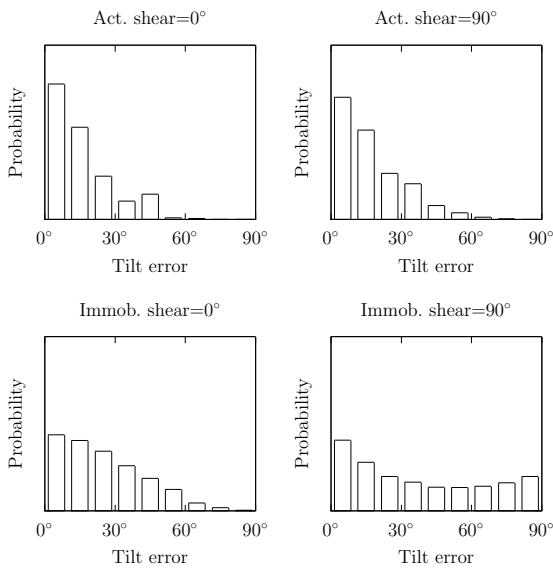 Act. shear=0°
Act. shear=90°
Probability
0° 30° 60° 90°
Tilt error
Probability
0° 30° 60° 90°
Tilt error
Immob. shear=0°
Immob. shear=90°
Probability
0° 30° 60° 90°
Tilt error
Probability
0° 30° 60° 90°
Tilt error